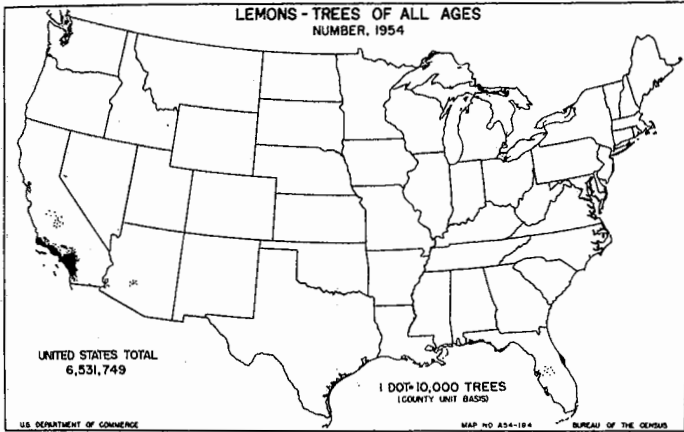 LEMONS - TREES OF ALL AGES
NUMBER, 1954
UNITED STATES TOTAL
6,531,749
1 DOT=10,000 TREES
(COUNTY UNIT BASIS)
U.S. DEPARTMENT OF COMMERCE
MAP NO A54-184
BUREAU OF THE CENSUS